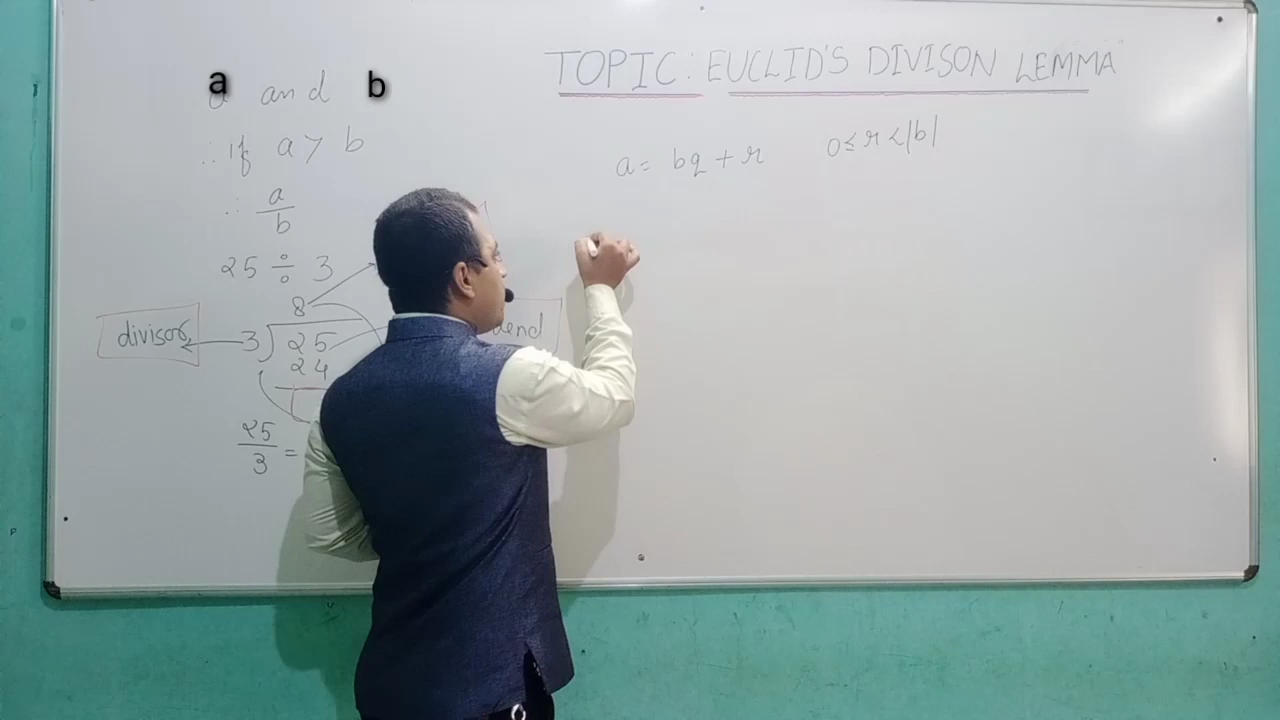 TOPIC: EUCLID'S DIVISON LEMMA
a and b
∴ If a > b
∴ a/b
25 ÷ 3
8
3 ) 25
24
divisor
dend
25/3 =
a = bq + r 0 ≤ r < |b|